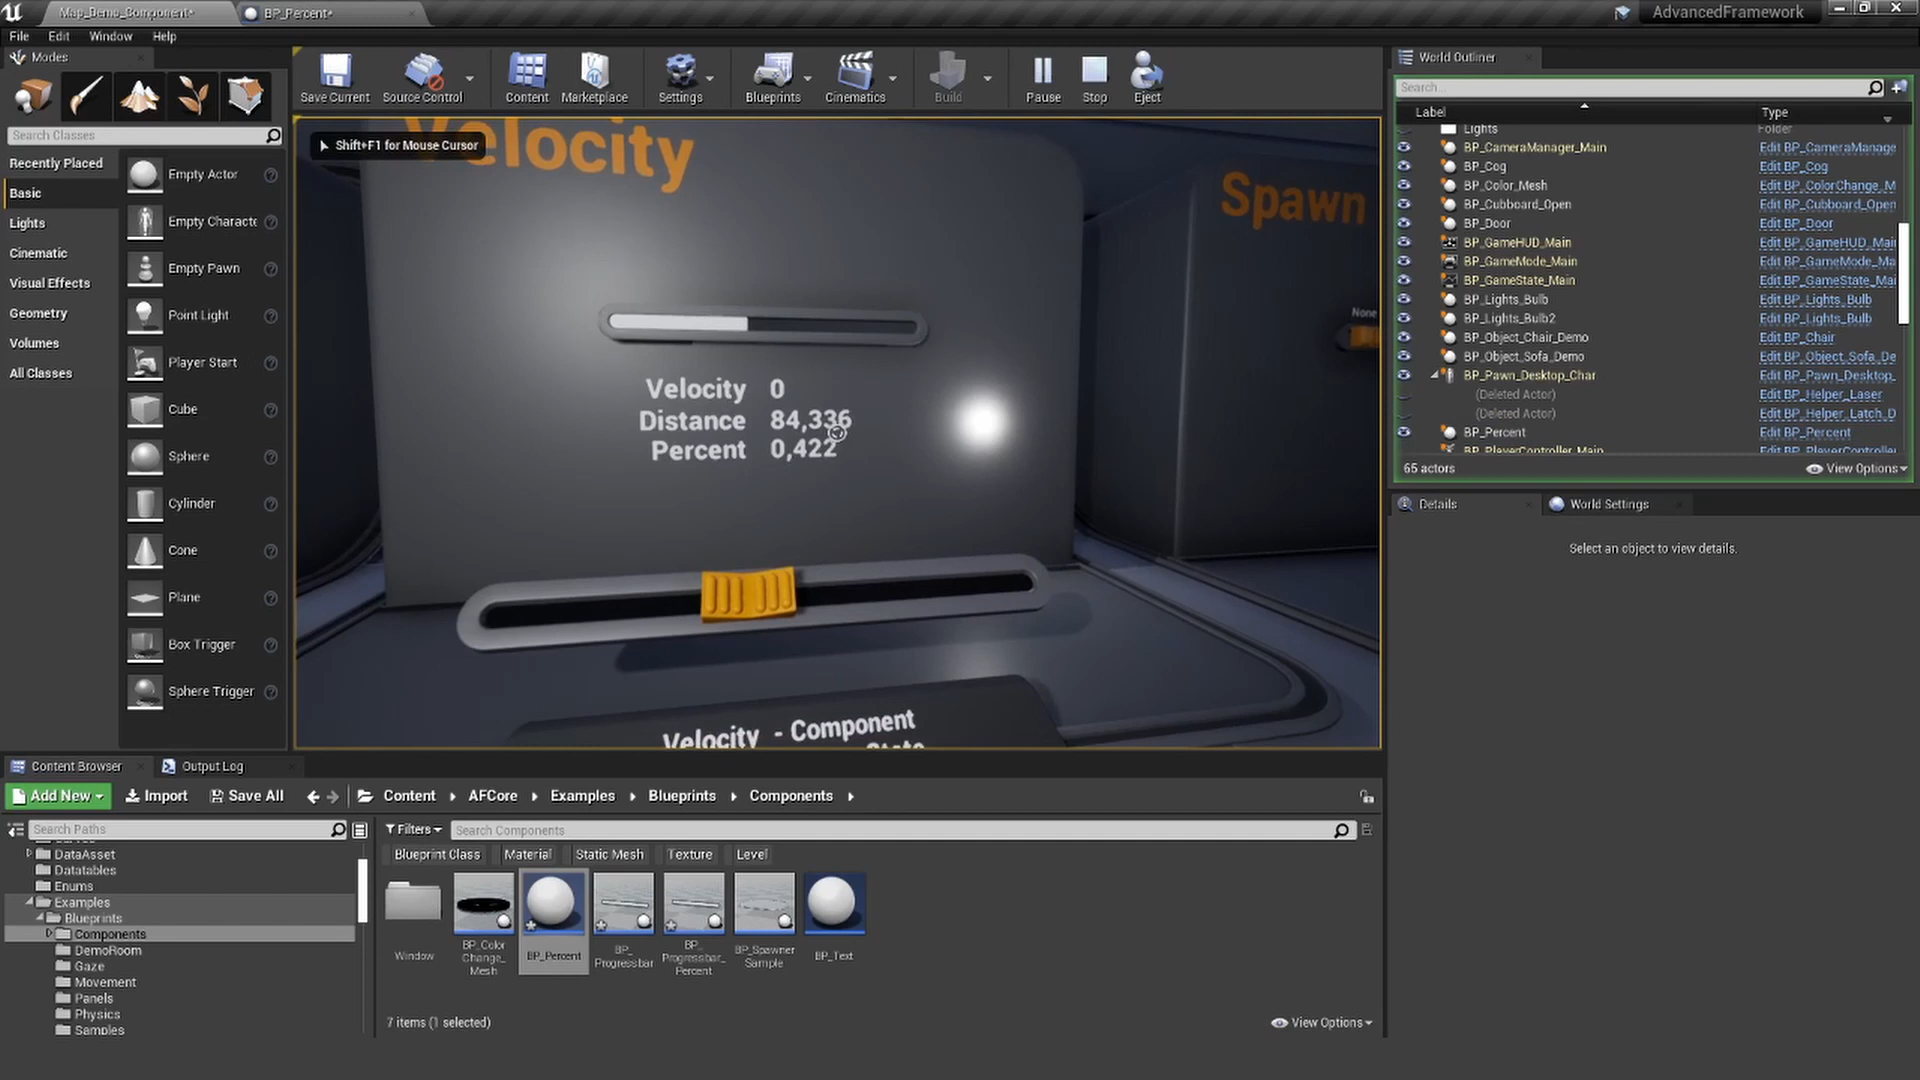 Map_Demo_Component*
BP_Percent*
AdvancedFramework
File Edit Window Help
Modes
Search Classes
Recently Placed
Basic
Lights
Cinematic
Visual Effects
Geometry
Volumes
All Classes
Empty Actor
Empty Characte
Empty Pawn
Point Light
Player Start
Cube
Sphere
Cylinder
Cone
Plane
Box Trigger
Sphere Trigger
Save Current
Source Control
Content
Marketplace
Settings
Blueprints
Cinematics
Build
Pause
Stop
Eject
Shift+F1 for Mouse Cursor
Velocity
Spawn
None
Velocity 0
Distance 84,336
Percent 0,422
Velocity - Component
World Outliner
Search...
Label Type
Lights Folder
BP_CameraManager_Main Edit BP_CameraManage
BP_Cog Edit BP_Cog
BP_Color_Mesh Edit BP_ColorChange_M
BP_Cubboard_Open Edit BP_Cubboard_Open
BP_Door Edit BP_Door
BP_GameHUD_Main Edit BP_GameHUD_Mai
BP_GameMode_Main Edit BP_GameMode_Ma
BP_GameState_Main Edit BP_GameState_Mai
BP_Lights_Bulb Edit BP_Lights_Bulb
BP_Lights_Bulb2 Edit BP_Lights_Bulb
BP_Object_Chair_Demo Edit BP_Chair
BP_Object_Sofa_Demo Edit BP_Object_Sofa_De
BP_Pawn_Desktop_Char Edit BP_Pawn_Desktop_
(Deleted Actor) Edit BP_Helper_Laser
(Deleted Actor) Edit BP_Helper_Latch_D
BP_Percent Edit BP_Percent
BP_PlayerController_Main Edit BP_PlayerController
65 actors
View Options
Details
World Settings
Select an object to view details.
Content Browser
Output Log
Add New
Import
Save All
Content
AFCore
Examples
Blueprints
Components
Search Paths
DataAsset
Datatables
Enums
Examples
Blueprints
Components
DemoRoom
Gaze
Movement
Panels
Physics
Samples
Filters
Search Components
Blueprint Class
Material
Static Mesh
Texture
Level
Window
BP_Color
Change_
Mesh
BP_Percent
BP_
Progressbar
BP_
Progressbar_
Percent
BP_Spawner
Sample
BP_Text
7 items (1 selected)
View Options